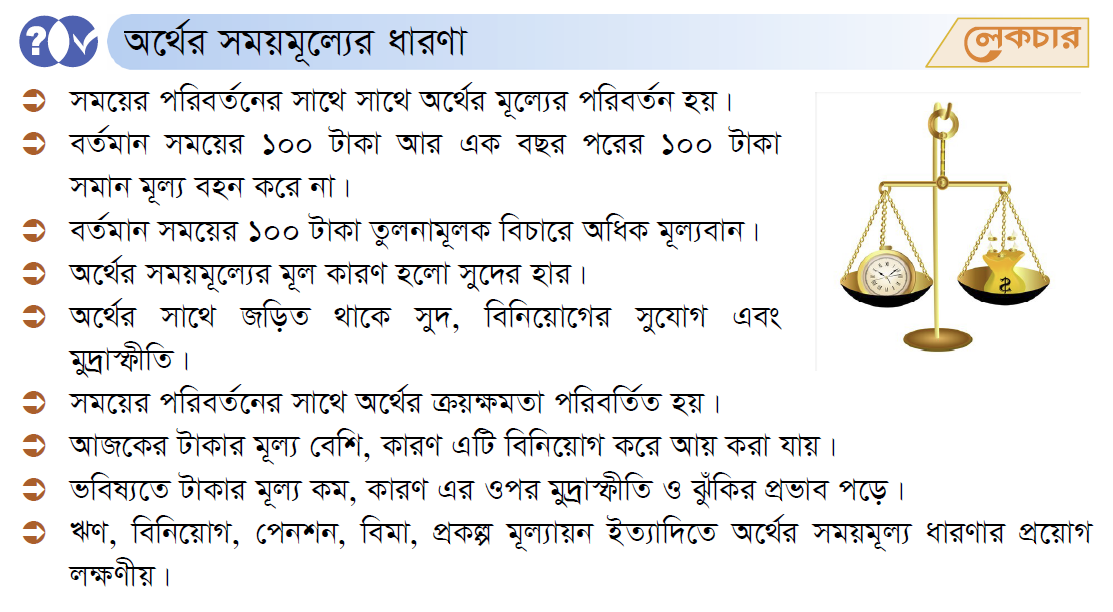 অর্থের সময়মূল্যের ধারণা
লেকচার
সময়ের পরিবর্তনের সাথে সাথে অর্থের মূল্যের পরিবর্তন হয়।
বর্তমান সময়ের ১০০ টাকা আর এক বছর পরের ১০০ টাকা
সমান মূল্য বহন করে না।
বর্তমান সময়ের ১০০ টাকা তুলনামূলক বিচারে অধিক মূল্যবান।
অর্থের সময়মূল্যের মূল কারণ হলো সুদের হার।
অর্থের সাথে জড়িত থাকে সুদ, বিনিয়োগের সুযোগ এবং
মুদ্রাস্ফীতি।
সময়ের পরিবর্তনের সাথে অর্থের ক্রয়ক্ষমতা পরিবর্তিত হয়।
আজকের টাকার মূল্য বেশি, কারণ এটি বিনিয়োগ করে আয় করা যায়।
ভবিষ্যতে টাকার মূল্য কম, কারণ এর ওপর মুদ্রাস্ফীতি ও ঝুঁকির প্রভাব পড়ে।
ঋণ, বিনিয়োগ, পেনশন, বিমা, প্রকল্প মূল্যায়ন ইত্যাদিতে অর্থের সময়মূল্য ধারণার প্রয়োগ
লক্ষণীয়।